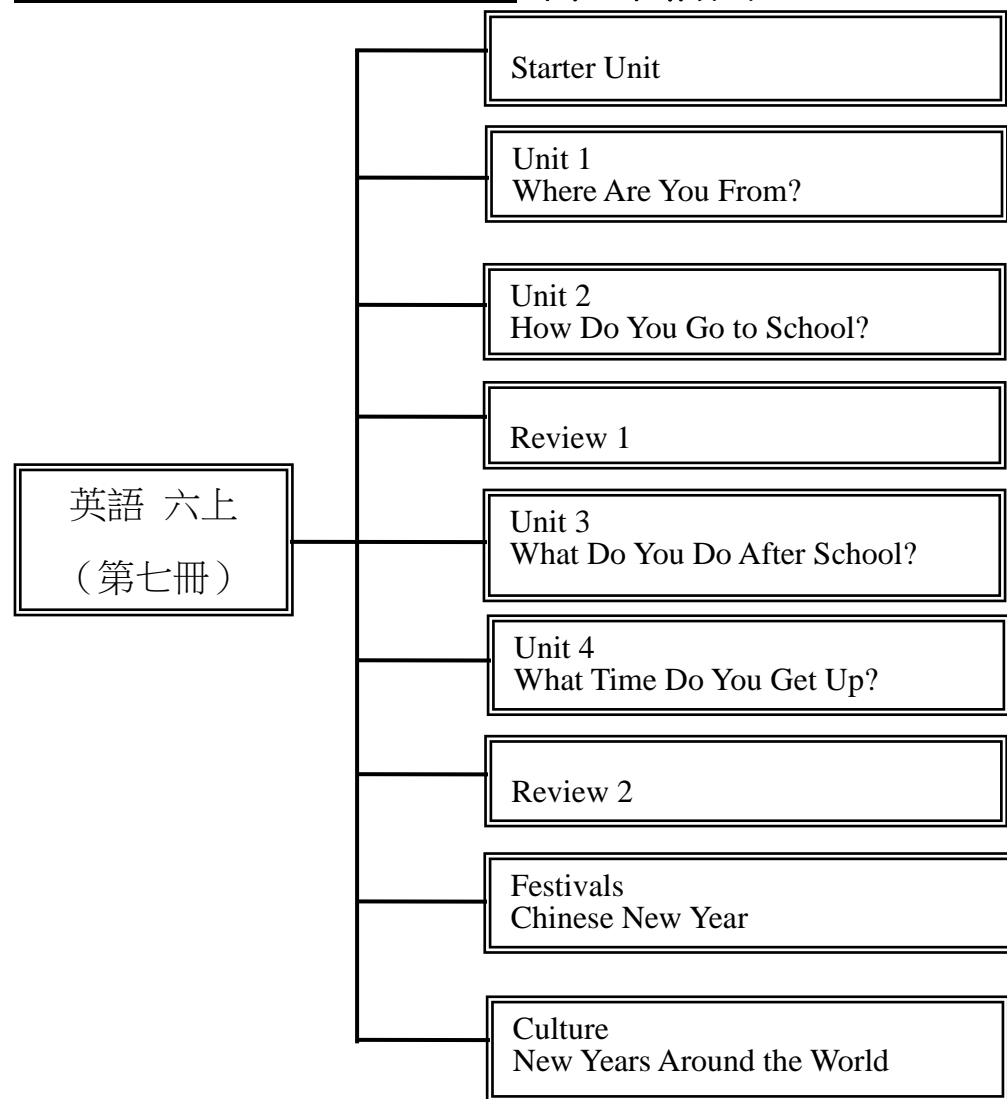 Starter Unit
Unit 1
Where Are You From?
Unit 2
How Do You Go to School?
Review 1
英語 六上
（第七冊）
Unit 3
What Do You Do After School?
Unit 4
What Time Do You Get Up?
Review 2
Festivals
Chinese New Year
Culture
New Years Around the World